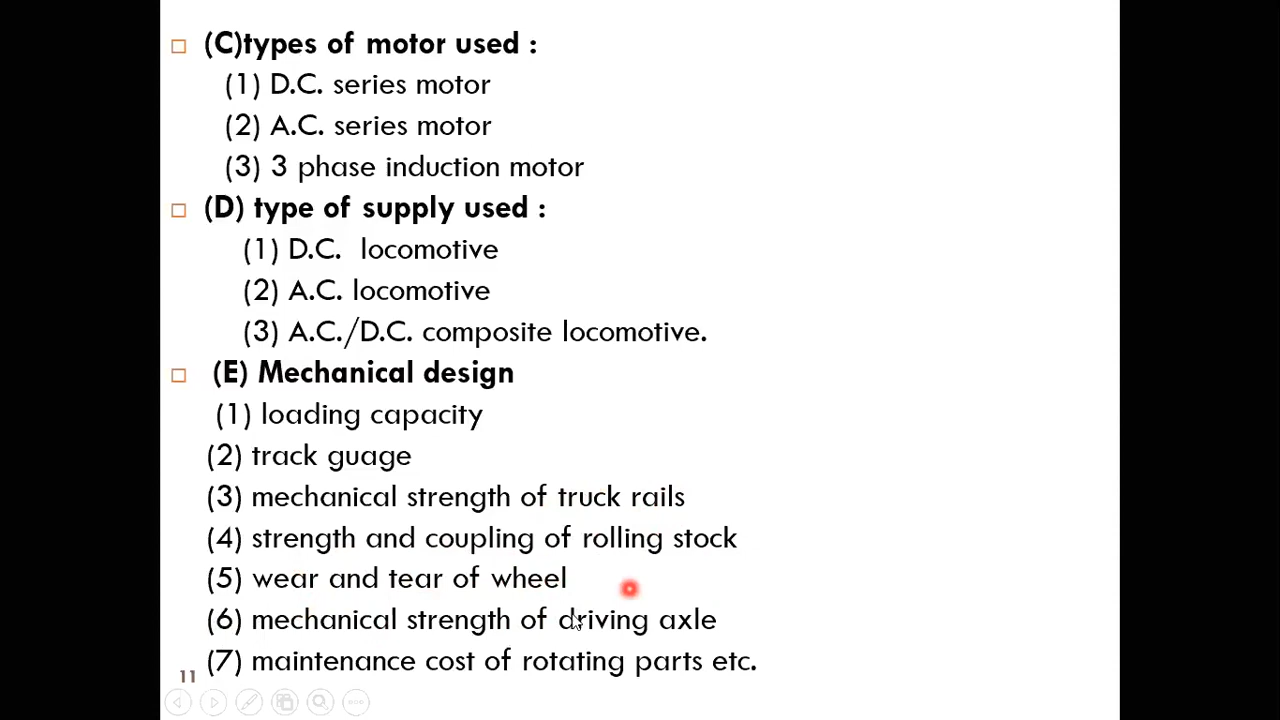 (C)types of motor used :
(1) D.C. series motor
(2) A.C. series motor
(3) 3 phase induction motor
(D) type of supply used :
(1) D.C. locomotive
(2) A.C. locomotive
(3) A.C./D.C. composite locomotive.
(E) Mechanical design
(1) loading capacity
(2) track guage
(3) mechanical strength of truck rails
(4) strength and coupling of rolling stock
(5) wear and tear of wheel
(6) mechanical strength of driving axle
(7) maintenance cost of rotating parts etc.
11